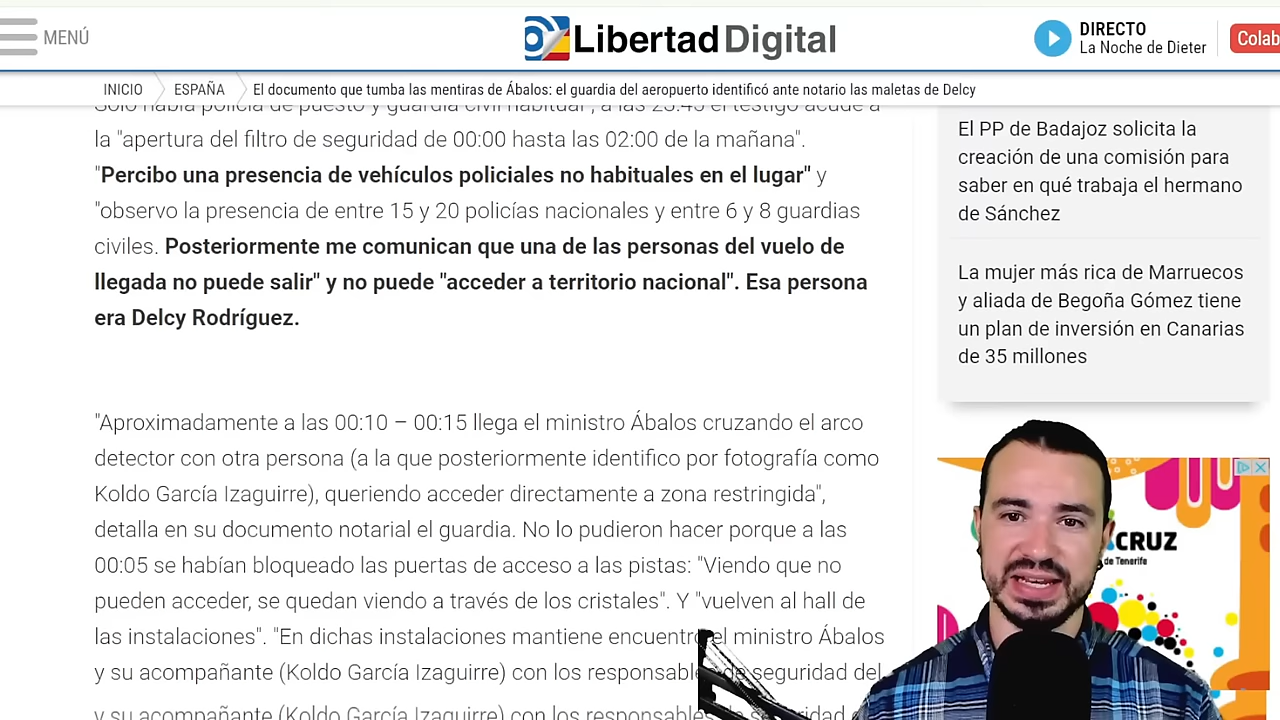 MENÚ
Libertad Digital
DIRECTO
La Noche de Dieter
Colab
INICIO
ESPAÑA
El documento que tumba las mentiras de Ábalos: el guardia del aeropuerto identificó ante notario las maletas de Delcy
Sólo había policía de puesto y guardia civil habitual", a las 23:45 el testigo acude a
la "apertura del filtro de seguridad de 00:00 hasta las 02:00 de la mañana".
"Percibo una presencia de vehículos policiales no habituales en el lugar" y
"observo la presencia de entre 15 y 20 policías nacionales y entre 6 y 8 guardias
civiles. Posteriormente me comunican que una de las personas del vuelo de
llegada no puede salir" y no puede "acceder a territorio nacional". Esa persona
era Delcy Rodríguez.
"Aproximadamente a las 00:10 – 00:15 llega el ministro Ábalos cruzando el arco
detector con otra persona (a la que posteriormente identifico por fotografía como
Koldo García Izaguirre), queriendo acceder directamente a zona restringida",
detalla en su documento notarial el guardia. No lo pudieron hacer porque a las
00:05 se habían bloqueado las puertas de acceso a las pistas: "Viendo que no
pueden acceder, se quedan viendo a través de los cristales". Y "vuelven al hall de
las instalaciones". "En dichas instalaciones mantiene encuentro el ministro Ábalos
y su acompañante (Koldo García Izaguirre) con los responsables de seguridad del
y su acompañante (Koldo García Izaguirre) con los responsables de seguridad
El PP de Badajoz solicita la
creación de una comisión para
saber en qué trabaja el hermano
de Sánchez
La mujer más rica de Marruecos
y aliada de Begoña Gómez tiene
un plan de inversión en Canarias
de 35 millones
CRUZ
de Tenerife